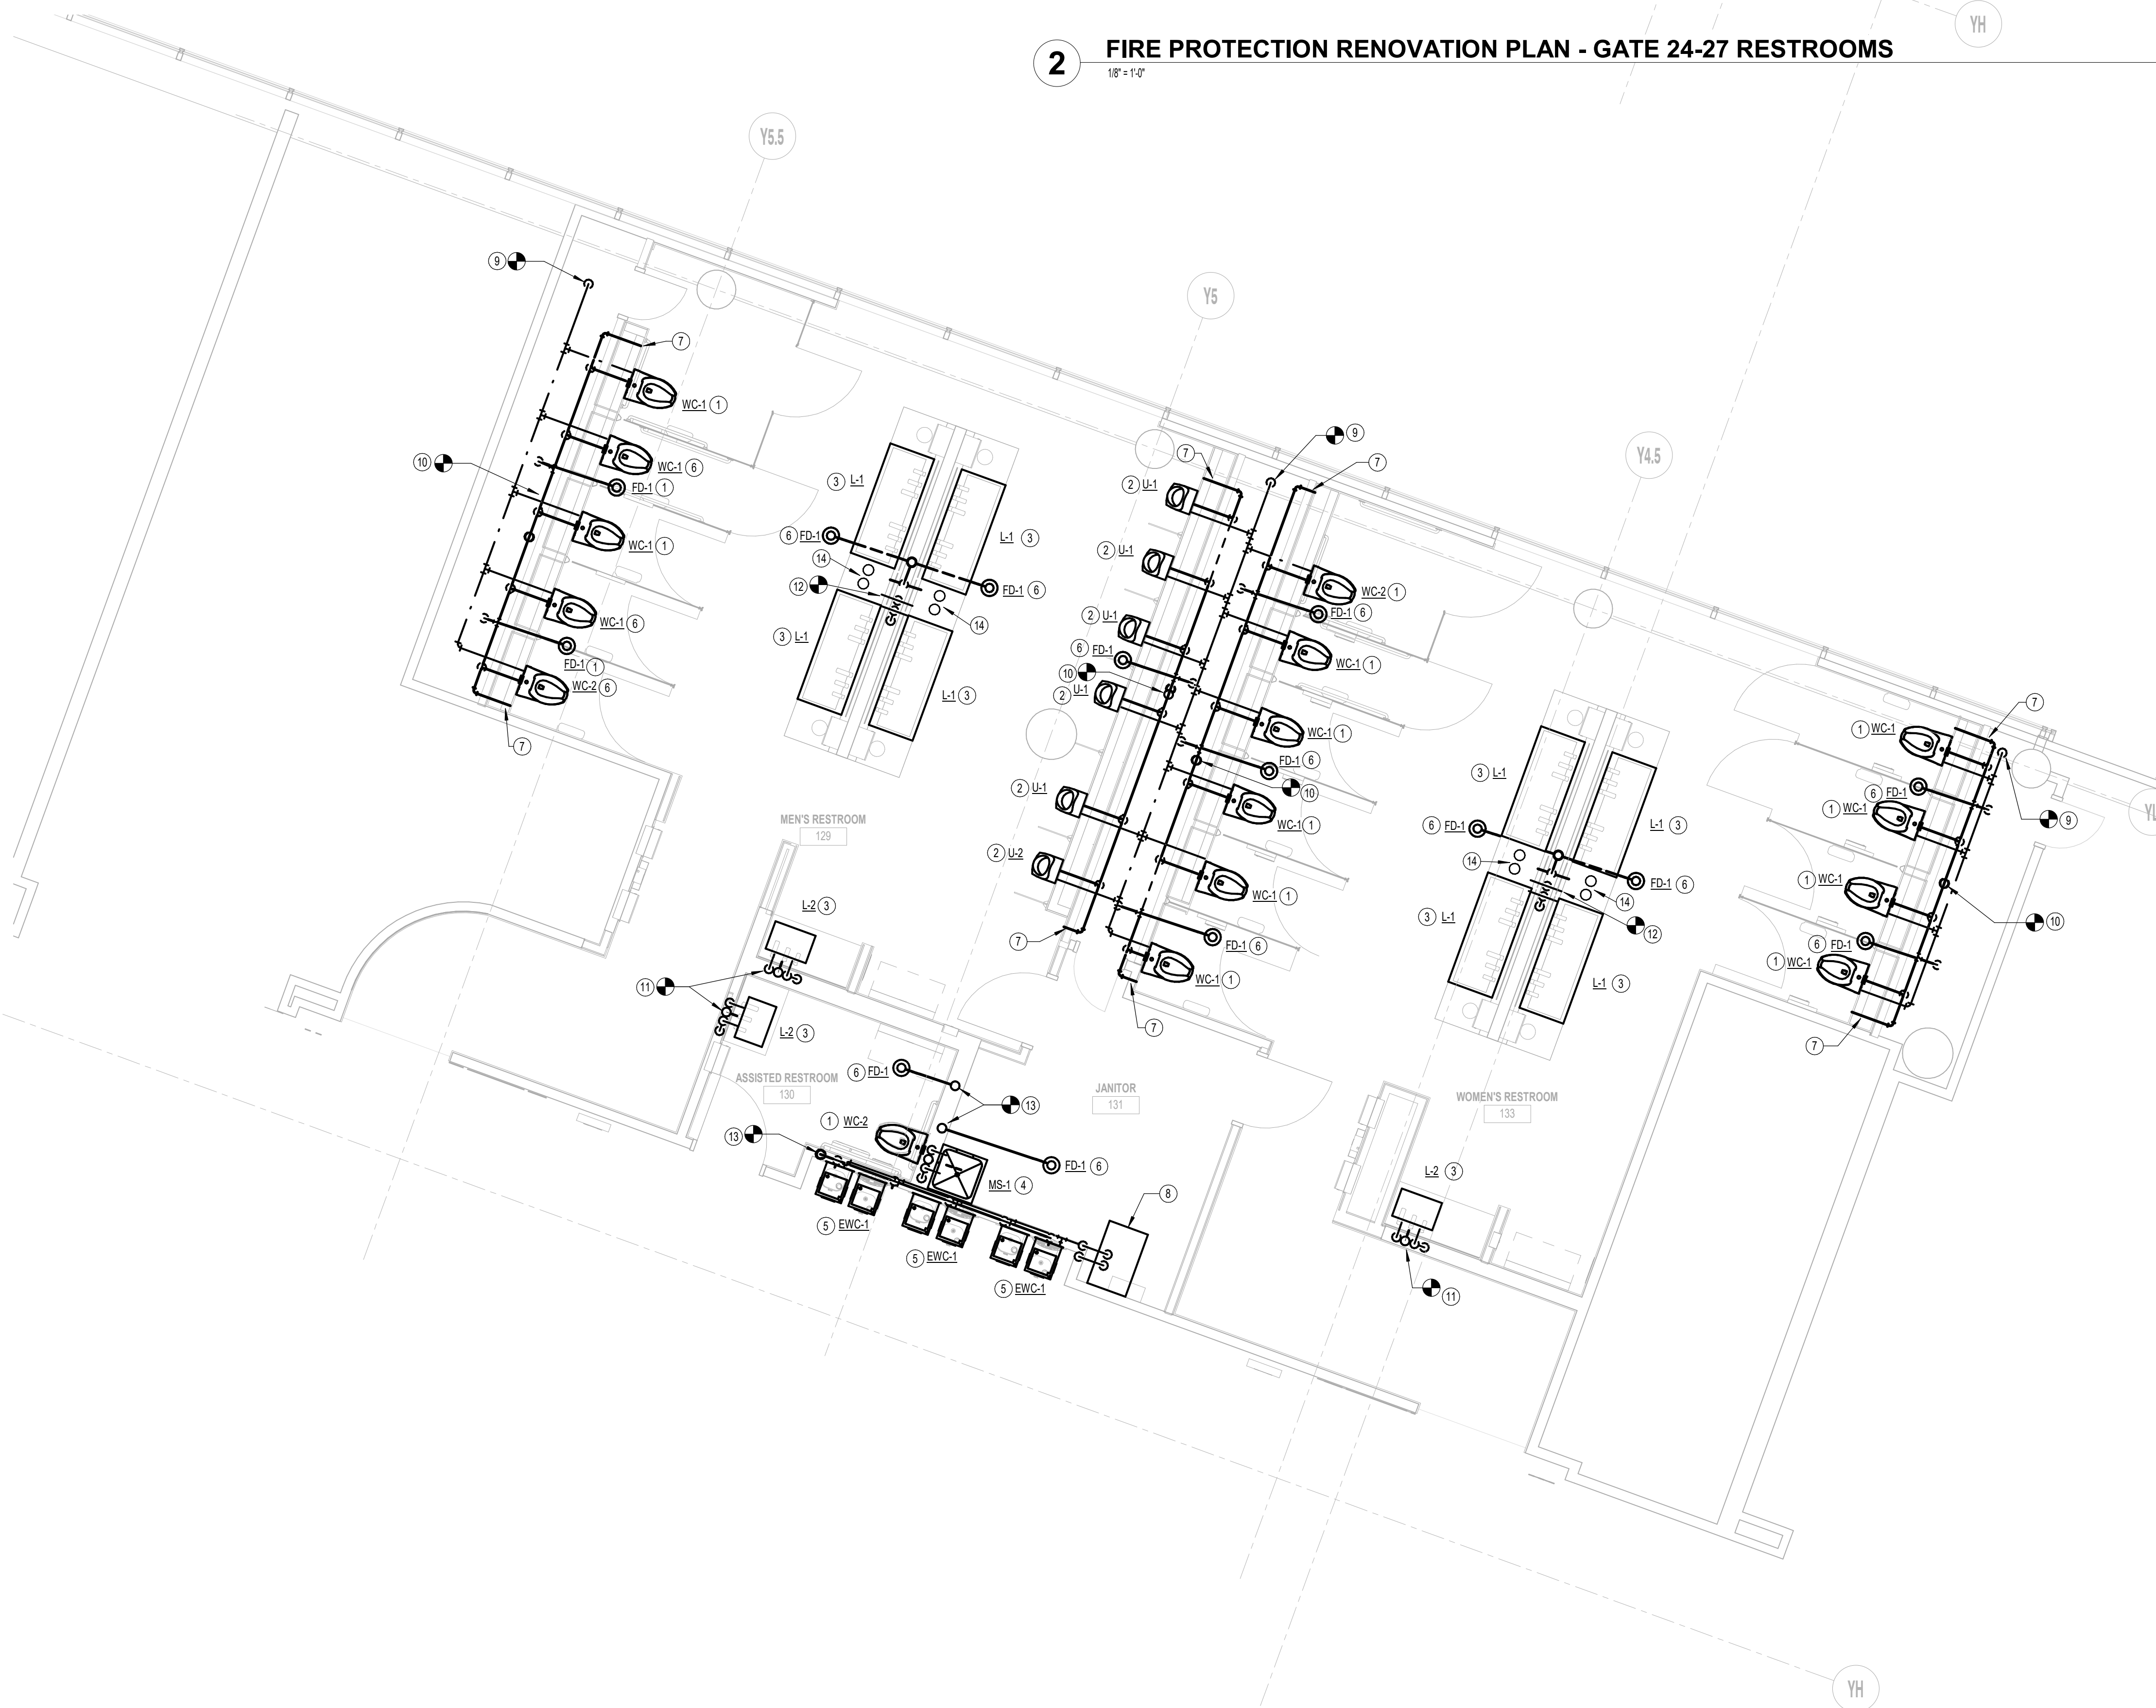 YH
2 FIRE PROTECTION RENOVATION PLAN - GATE 24-27 RESTROOMS
1/8" = 1'-0"
Y5.5
Y5
Y4.5
YL
9
7
WC-1 1
10
WC-1 6
FD-1 1
WC-1 1
WC-1 6
FD-1 1
WC-2 6
7
3 L-1
L-1 3
6 FD-1
14
12
FD-1 6
14
3 L-1
L-1 3
9
7
7
2 U-1
2 U-1
WC-2 1
FD-1 6
2 U-1
6 FD-1
WC-1 1
10
2 U-1
WC-1 1
FD-1 6
10
2 U-1
WC-1 1
2 U-2
WC-1 1
7
FD-1 6
WC-1 1
7
3 L-1
L-1 3
6 FD-1
14
FD-1 6
14
3 L-1
12
L-1 3
7
1 WC-1
6 FD-1
1 WC-1
9
1 WC-1
10
6 FD-1
1 WC-1
7
MEN'S RESTROOM
129
L-2 3
11
L-2 3
ASSISTED RESTROOM
130
6 FD-1
JANITOR
131
13
1 WC-2
13
FD-1 6
MS-1 4
8
5 EWC-1
5 EWC-1
5 EWC-1
WOMEN'S RESTROOM
133
L-2 3
11
YH